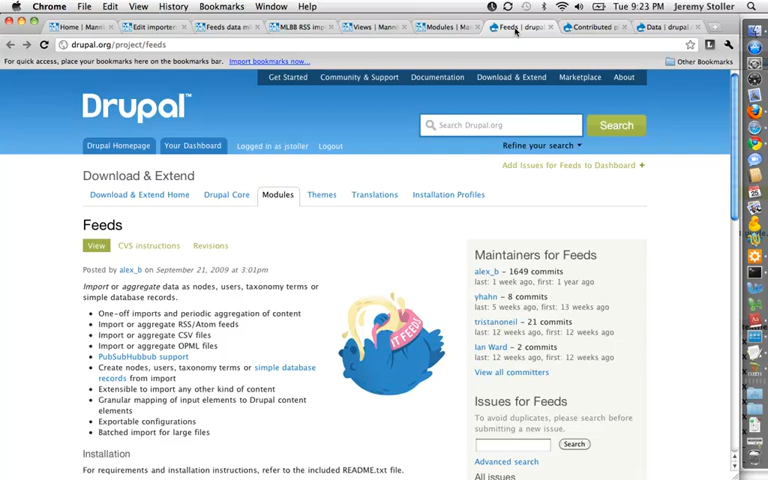 Chrome File Edit View History Bookmarks Window Help Tue 9:23 PM Jeremy Stoller
Home | Mann
Edit importer
Feeds data m
MLBB RSS imp
Views | Mann
Modules | Ma
Feeds | drupal
Contributed p
Data | drupal.
drupal.org/project/feeds
For quick access, place your bookmarks here on the bookmarks bar. Import bookmarks now... Other Bookmarks
Get Started Community & Support Documentation Download & Extend Marketplace About
Drupal™
Search Drupal.org Search
Drupal Homepage Your Dashboard Logged in as jstoller Logout Refine your search
Add Issues for Feeds to Dashboard +
Download & Extend
Download & Extend Home Drupal Core Modules Themes Translations Installation Profiles
Feeds
View CVS instructions Revisions
Posted by alex_b on September 21, 2009 at 3:01pm
Import or aggregate data as nodes, users, taxonomy terms or
simple database records.
• One-off imports and periodic aggregation of content
• Import or aggregate RSS/Atom feeds
• Import or aggregate CSV files
• Import or aggregate OPML files
• PubSubHubbub support
• Create nodes, users, taxonomy terms or simple database
records from import
• Extensible to import any other kind of content
• Granular mapping of input elements to Drupal content
elements
• Exportable configurations
• Batched import for large files
Installation
For requirements and installation instructions, refer to the included README.txt file.
IT FEED!
Maintainers for Feeds
alex_b – 1649 commits
last: 1 week ago, first: 1 year ago
yhahn – 8 commits
last: 5 weeks ago, first: 13 weeks ago
tristanoneil – 21 commits
last: 12 weeks ago, first: 12 weeks ago
Ian Ward – 2 commits
last: 12 weeks ago, first: 12 weeks ago
View all committers
Issues for Feeds
To avoid duplicates, please search before
submitting a new issue.
Search
Advanced search
All issues